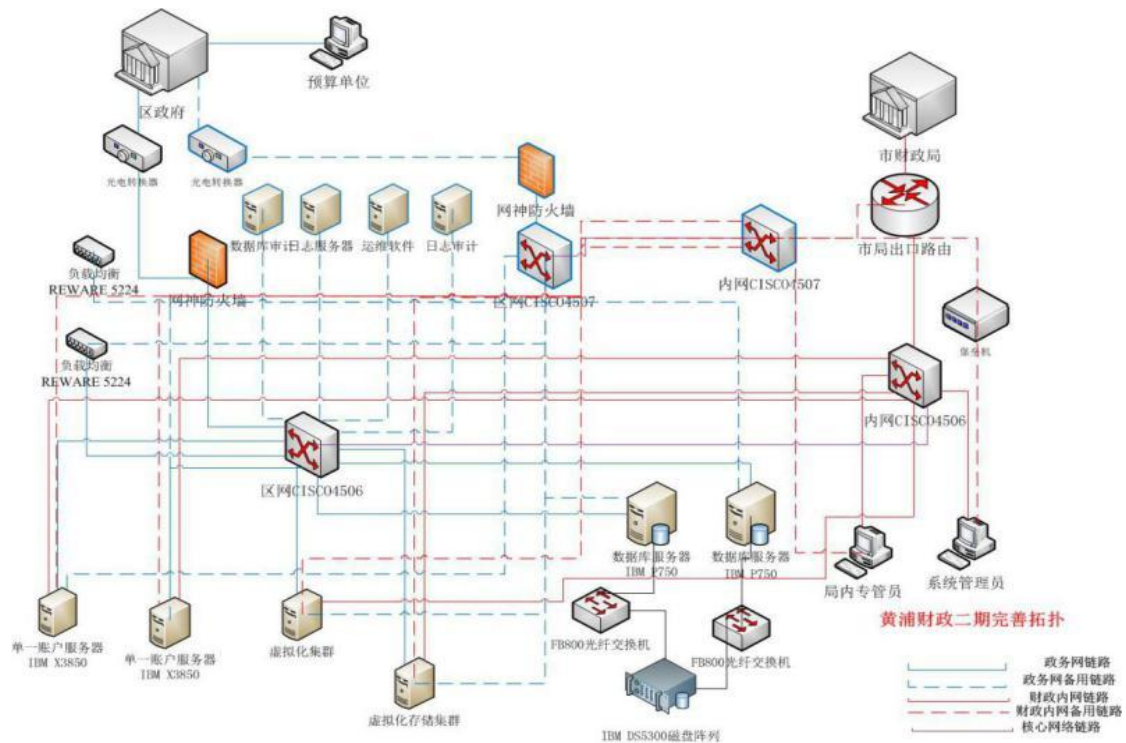 预算单位
区政府
市财政局
光电转换器
光电转换器
网神防火墙
数据库审计
日志服务器
运维软件
日志审计
市局出口路由
负载均衡
REWARE 5224
网神防火墙
区网CISCO4507
内网CISCO4507
堡垒机
负载均衡
REWARE 5224
内网CISCO4506
区网CISCO4506
数据库服务器
IBM P750
数据库服务器
IBM P750
局内专管员
系统管理员
黄浦财政二期完善拓扑
单一账户服务器
IBM X3850
单一账户服务器
IBM X3850
虚拟化集群
FB800光纤交换机
FB800光纤交换机
虚拟化存储集群
IBM DS5300磁盘阵列
政务网链路
政务网备用链路
财政内网链路
财政内网备用链路
核心网络链路